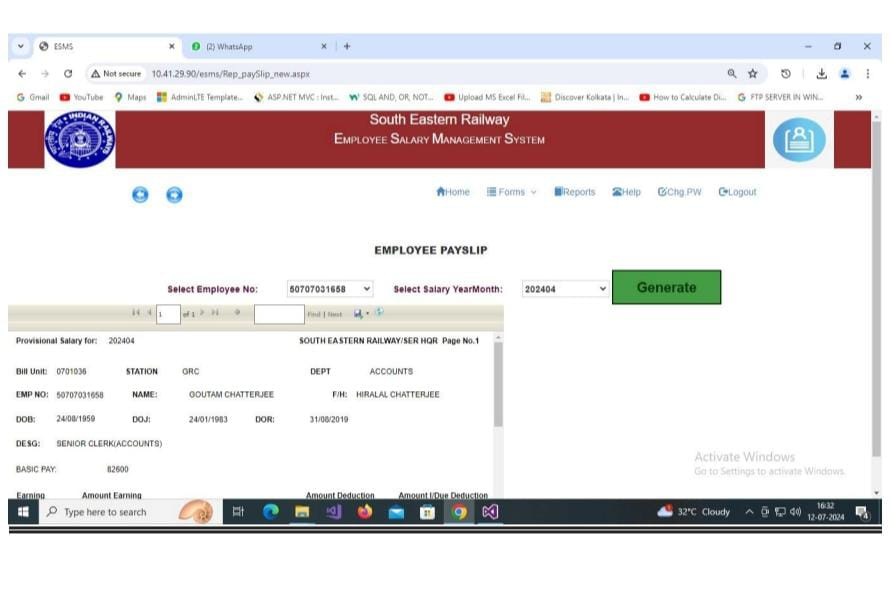 ESMS
(2) WhatsApp
Not secure 10.41.29.90/esms/Rep_paySlip_new.aspx
Gmail YouTube Maps AdminLTE Template... ASP.NET MVC : Inst... SQL AND, OR, NOT... Upload MS Excel Fil... Discover Kolkata | In... How to Calculate Di... FTP SERVER IN WIN... »
INDIAN RAILWAYS
South Eastern Railway
EMPLOYEE SALARY MANAGEMENT SYSTEM
Home Forms Reports Help Chg.PW Logout
EMPLOYEE PAYSLIP
Select Employee No: 50707031658 Select Salary YearMonth: 202404 Generate
1 of 1 Find | Next
Provisional Salary for: 202404 SOUTH EASTERN RAILWAY/SER HQR Page No.1
Bill Unit: 0701036 STATION GRC DEPT ACCOUNTS
EMP NO: 50707031658 NAME: GOUTAM CHATTERJEE F/H: HIRALAL CHATTERJEE
DOB: 24/08/1959 DOJ: 24/01/1983 DOR: 31/08/2019
DESG: SENIOR CLERK(ACCOUNTS)
BASIC PAY: 82600
Earning Amount Earning Amount Deduction Amount I/Due Deduction
Activate Windows
Go to Settings to activate Windows.
Type here to search
32°C Cloudy
16:32
12-07-2024
4